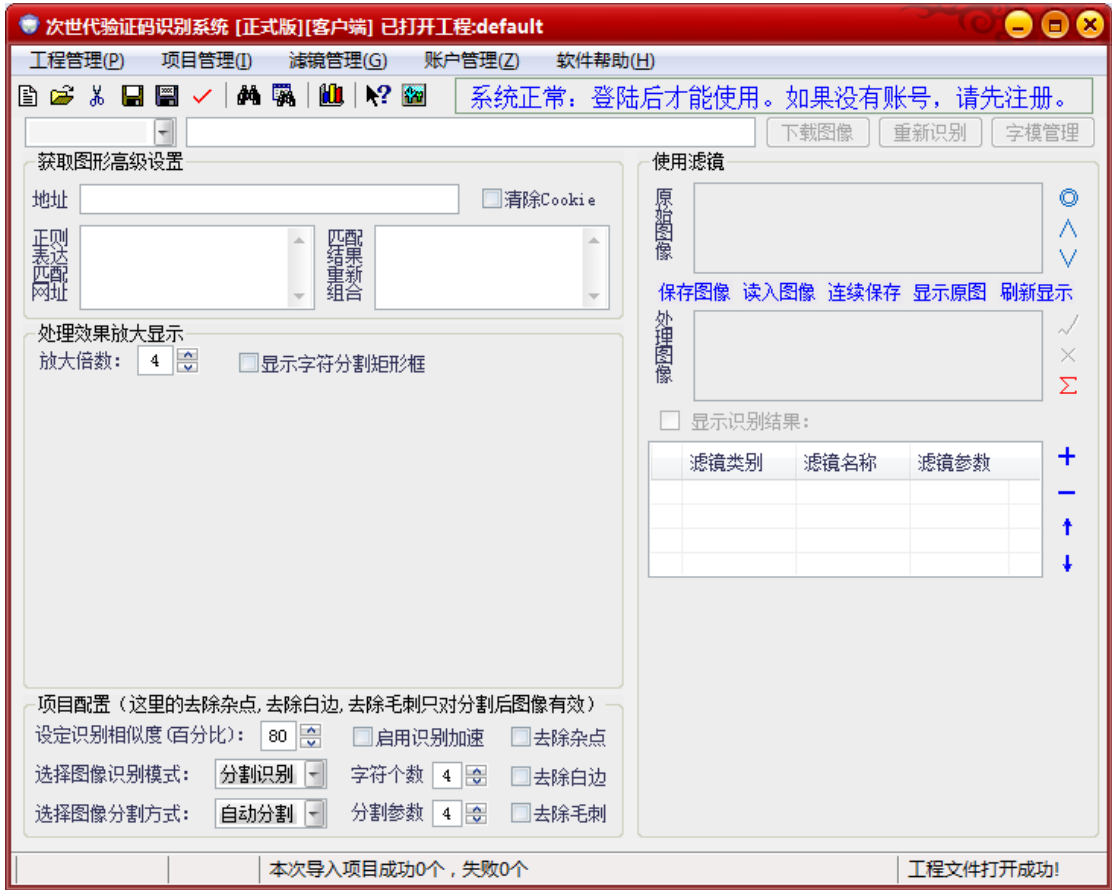 次世代验证码识别系统 [正式版][客户端] 已打开工程:default
工程管理(P) 项目管理(I) 滤镜管理(G) 账户管理(Z) 软件帮助(H)
系统正常：登陆后才能使用。如果没有账号，请先注册。
下载图像 重新识别 字模管理
获取图形高级设置
地址 清除Cookie
正则表达匹配网址
匹配结果重新组合
处理效果放大显示
放大倍数： 4 显示字符分割矩形框
项目配置（这里的去除杂点,去除白边,去除毛刺只对分割后图像有效）
设定识别相似度(百分比)： 80 启用识别加速 去除杂点
选择图像识别模式： 分割识别 字符个数 4 去除白边
选择图像分割方式： 自动分割 分割参数 4 去除毛刺
使用滤镜
原始图像
保存图像 读入图像 连续保存 显示原图 刷新显示
处理图像
显示识别结果：
滤镜类别 滤镜名称 滤镜参数
本次导入项目成功0个，失败0个 工程文件打开成功!